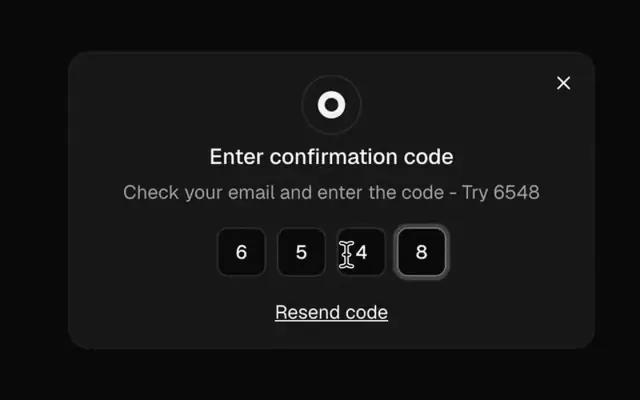 Enter confirmation code
Check your email and enter the code - Try 6548
6 5 4 8
Resend code